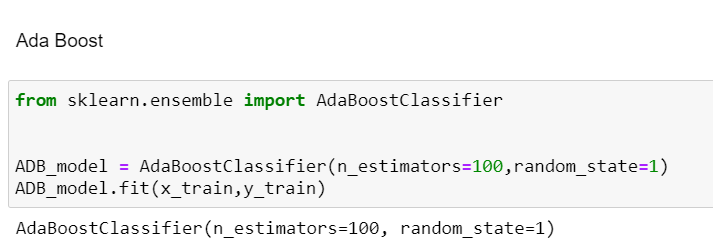 Ada Boost
from sklearn.ensemble import AdaBoostClassifier
ADB_model = AdaBoostClassifier(n_estimators=100,random_state=1)
ADB_model.fit(x_train,y_train)
AdaBoostClassifier(n_estimators=100, random_state=1)